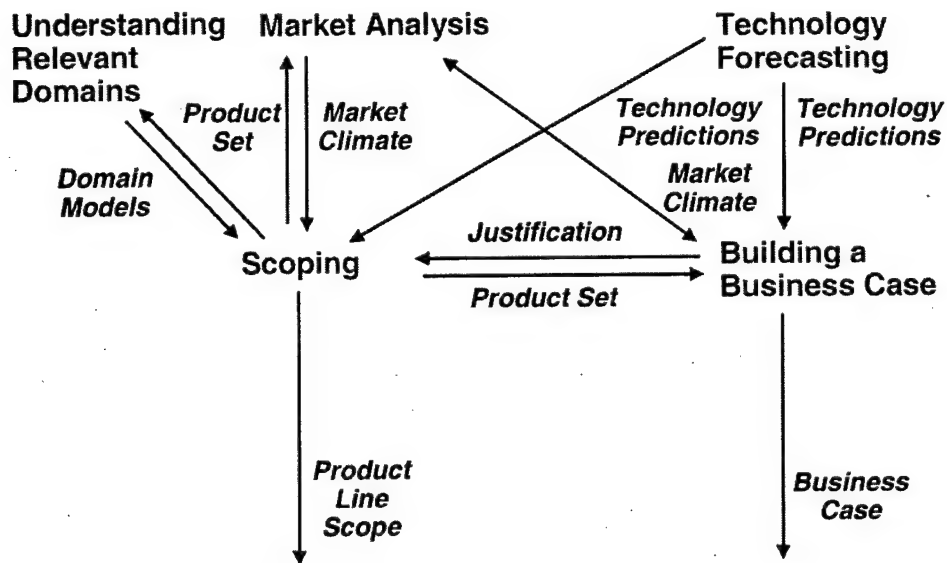 Understanding
Relevant
Domains
Market Analysis
Technology
Forecasting
Product
Set
Market
Climate
Technology
Predictions
Technology
Predictions
Domain
Models
Market
Climate
Justification
Scoping
Building a
Business Case
Product Set
Product
Line
Scope
Business
Case